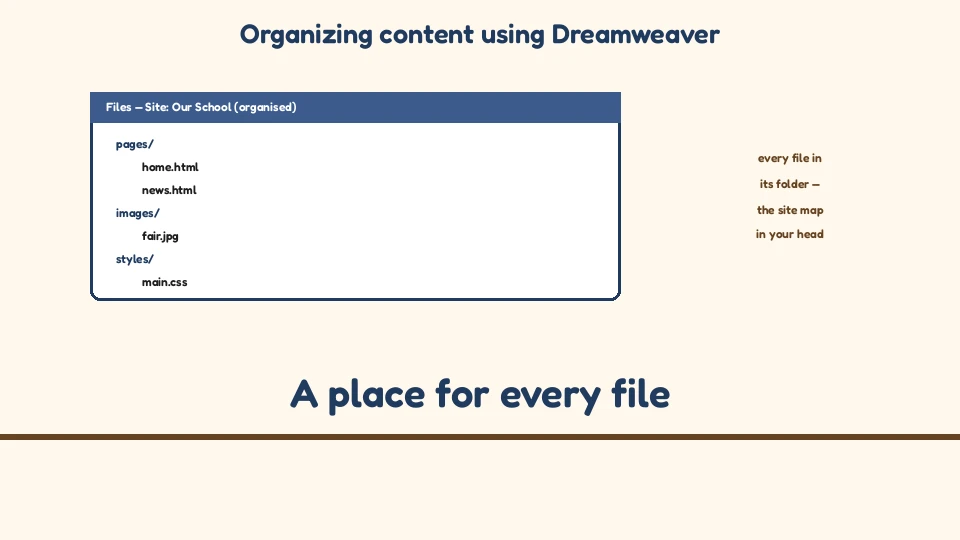 Organizing content using Dreamweaver
Files — Site: Our School (organised)
pages/
home.html
news.html
images/
fair.jpg
styles/
main.css
every file in
its folder —
the site map
in your head
A place for every file